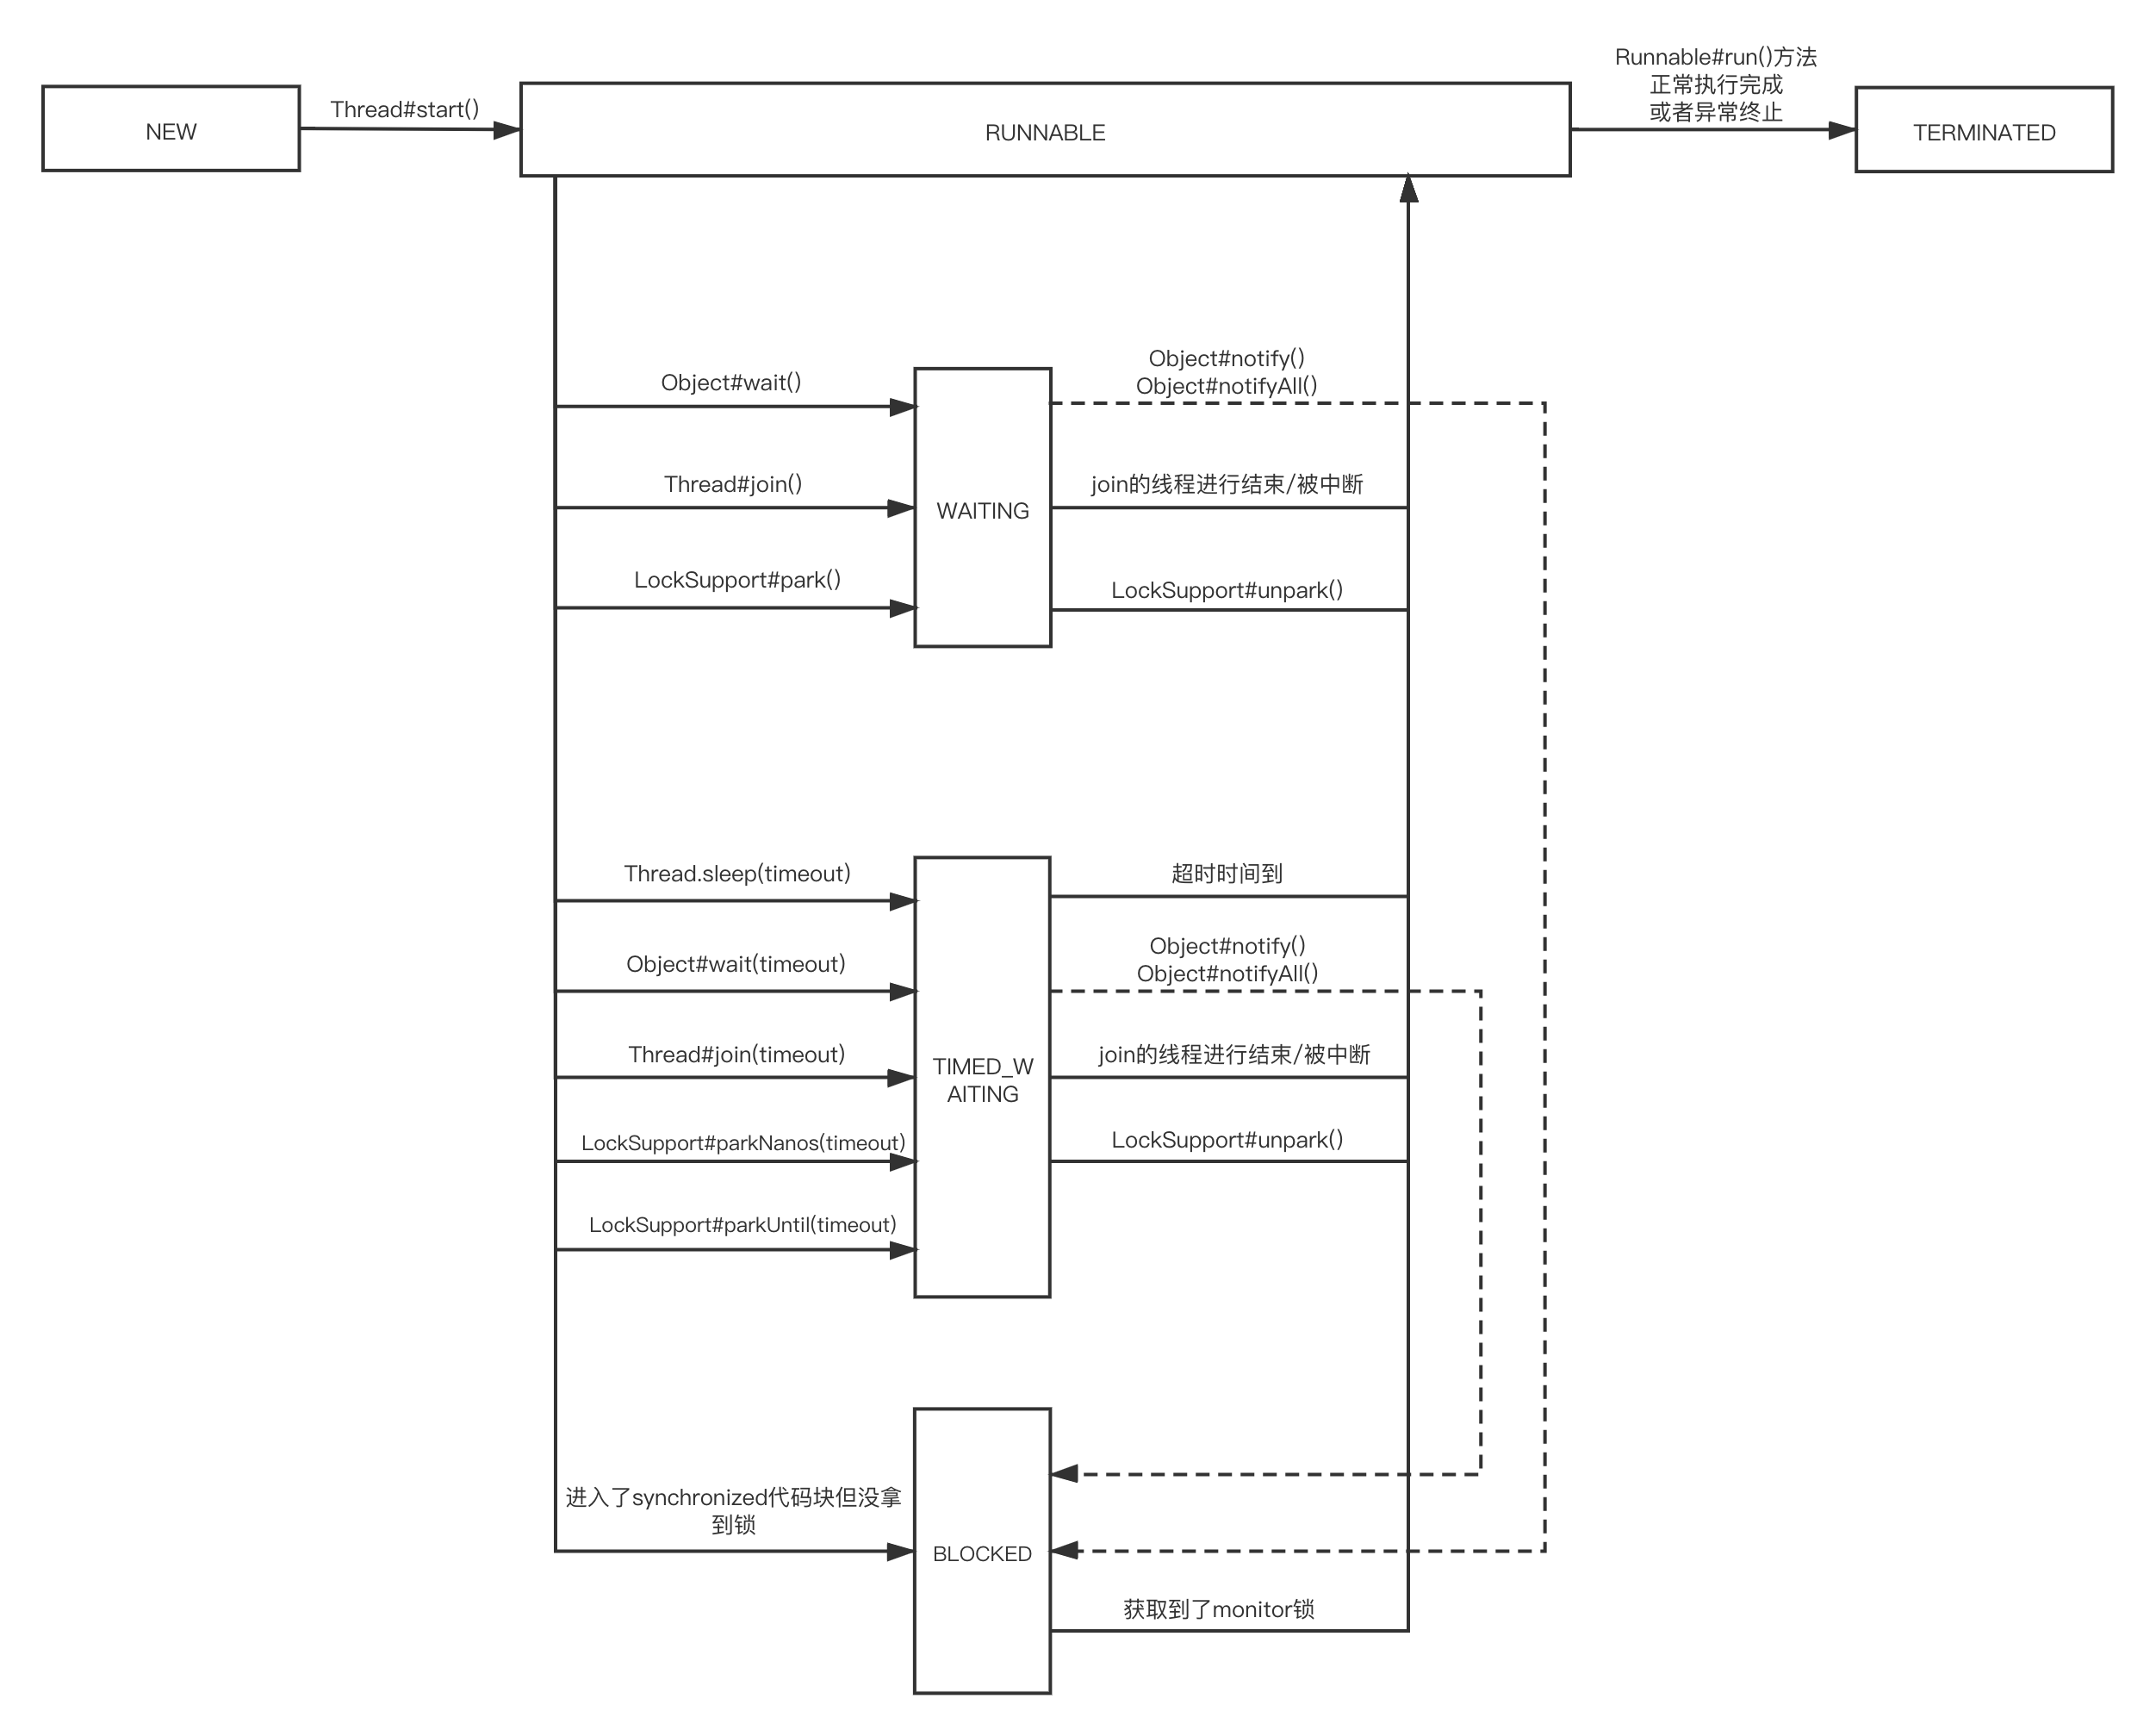 NEW
Thread#start()
RUNNABLE
Runnable#run()方法
正常执行完成
或者异常终止
TERMINATED
Object#wait()
Object#notify()
Object#notifyAll()
Thread#join()
WAITING
join的线程进行结束/被中断
LockSupport#park()
LockSupport#unpark()
Thread.sleep(timeout)
超时时间到
Object#wait(timeout)
Object#notify()
Object#notifyAll()
Thread#join(timeout)
TIMED_W
AITING
join的线程进行结束/被中断
LockSupport#parkNanos(timeout)
LockSupport#unpark()
LockSupport#parkUntil(timeout)
进入了synchronized代码块但没拿
到锁
BLOCKED
获取到了monitor锁